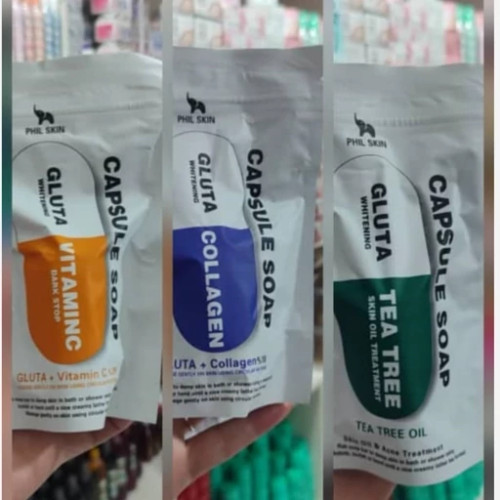 PHIL SKIN
GLUTA
WHITENING
VITAMIN C
DARK STOP
CAPSULE SOAP
GLUTA + Vitamin C
PHIL SKIN
GLUTA
WHITENING
COLLAGEN
CAPSULE SOAP
UTA + Collagen
PHIL SKIN
GLUTA
WHITENING
TEA TREE
SKIN OIL TREATMENT
CAPSULE SOAP
TEA TREE OIL
Skin Oil & Acne Treatment